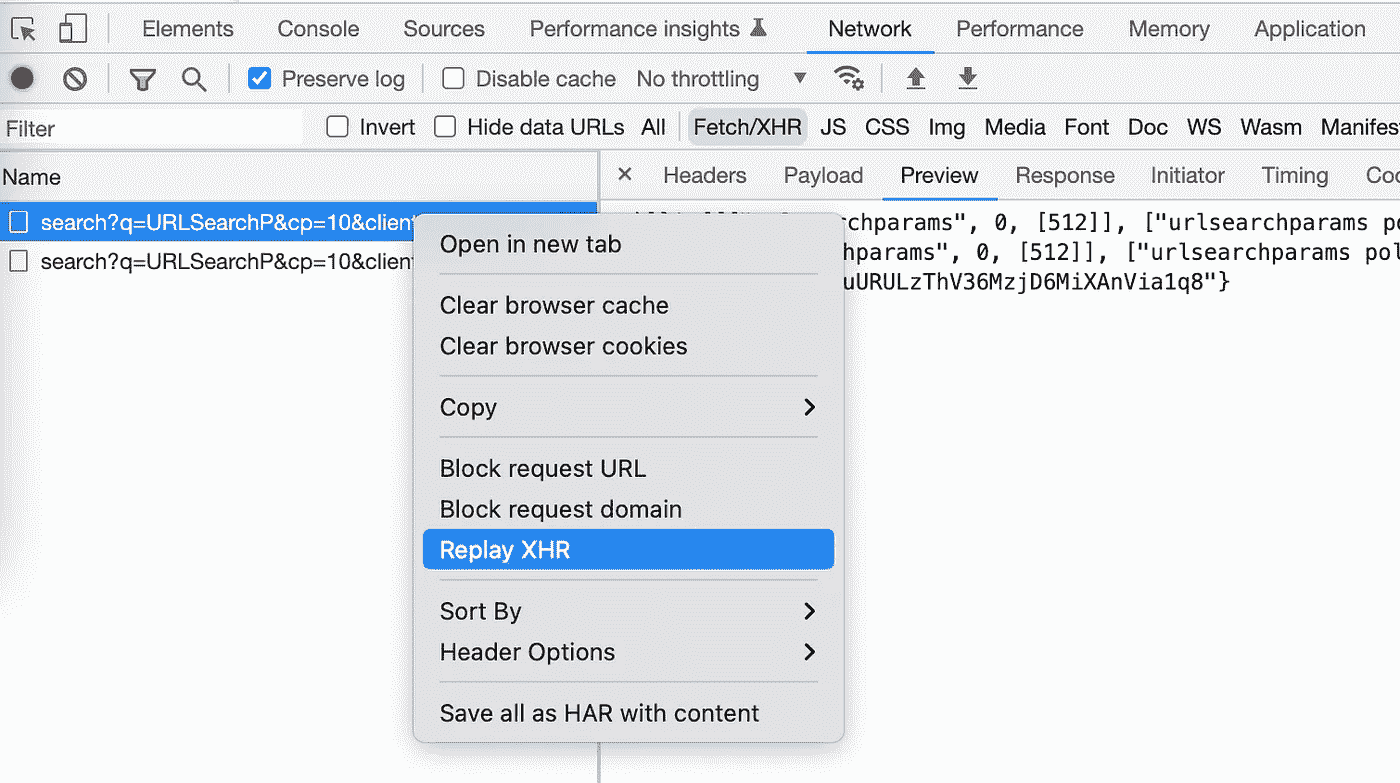 Elements Console Sources Performance insights Network Performance Memory Application
Preserve log Disable cache No throttling
Filter Invert Hide data URLs All Fetch/XHR JS CSS Img Media Font Doc WS Wasm Manifes
Name × Headers Payload Preview Response Initiator Timing Coo
search?q=URLSearchP&cp=10&client
chparams", 0, [512]], ["urlsearchparams po
search?q=URLSearchP&cp=10&client
hparams", 0, [512]], ["urlsearchparams pol
uURULzThV36MzjD6MiXAnVia1q8"}
Open in new tab
Clear browser cache
Clear browser cookies
Copy
Block request URL
Block request domain
Replay XHR
Sort By
Header Options
Save all as HAR with content